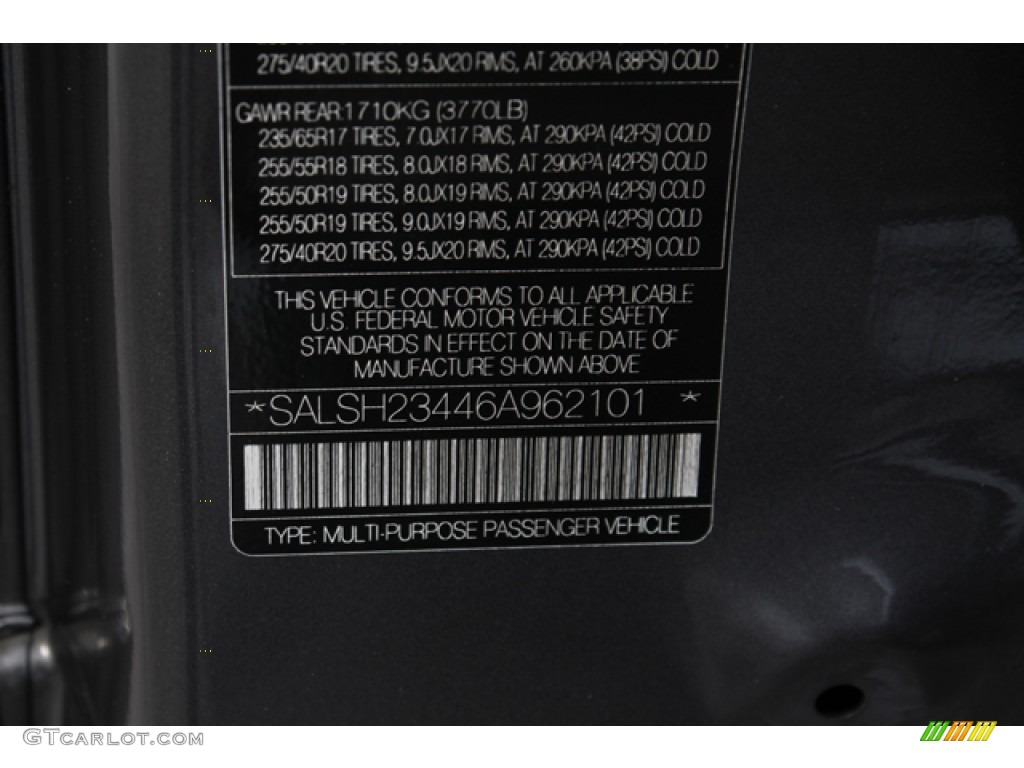 275/40R20 TIRES, 9.5JX20 RIMS, AT 260KPA (38PSI) COLD
GAWR REAR:1710KG (3770LB)
235/65R17 TIRES, 7.0JX17 RIMS, AT 290KPA (42PSI) COLD
255/55R18 TIRES, 8.0JX18 RIMS, AT 290KPA (42PSI) COLD
255/50R19 TIRES, 8.0JX19 RIMS, AT 290KPA (42PSI) COLD
255/50R19 TIRES, 9.0JX19 RIMS, AT 290KPA (42PSI) COLD
275/40R20 TIRES, 9.5JX20 RIMS, AT 290KPA (42PSI) COLD
THIS VEHICLE CONFORMS TO ALL APPLICABLE
U.S. FEDERAL MOTOR VEHICLE SAFETY
STANDARDS IN EFFECT ON THE DATE OF
MANUFACTURE SHOWN ABOVE
*SALSH23446A962101 *
TYPE: MULTI-PURPOSE PASSENGER VEHICLE
GTCARLOT.COM